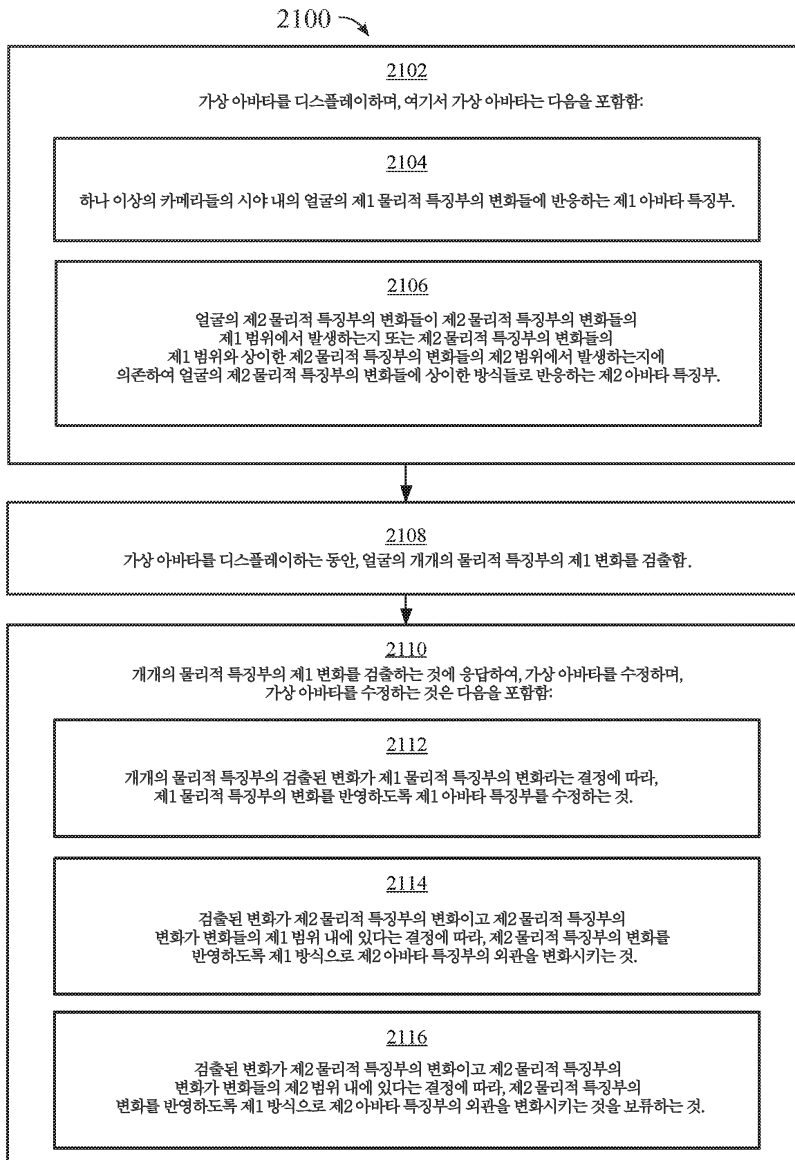 2100
2102
가상 아바타를 디스플레이하며, 여기서 가상 아바타는 다음을 포함함:
2104
하나 이상의 카메라들의 시야 내의 얼굴의 제1 물리적 특징부의 변화들에 반응하는 제1 아바타 특징부.
2106
얼굴의 제2 물리적 특징부의 변화들이 제2 물리적 특징부의 변화들의
제1 범위에서 발생하는지 또는 제2 물리적 특징부의 변화들의
제1 범위와 상이한 제2 물리적 특징부의 변화들의 제2 범위에서 발생하는지에
의존하여 얼굴의 제2 물리적 특징부의 변화들에 상이한 방식들로 반응하는 제2 아바타 특징부.
2108
가상 아바타를 디스플레이하는 동안, 얼굴의 개개의 물리적 특징부의 제1 변화를 검출함.
2110
개개의 물리적 특징부의 제1 변화를 검출하는 것에 응답하여, 가상 아바타를 수정하며,
가상 아바타를 수정하는 것은 다음을 포함함:
2112
개개의 물리적 특징부의 검출된 변화가 제1 물리적 특징부의 변화라는 결정에 따라,
제1 물리적 특징부의 변화를 반영하도록 제1 아바타 특징부를 수정하는 것.
2114
검출된 변화가 제2 물리적 특징부의 변화이고 제2 물리적 특징부의
변화가 변화들의 제1 범위 내에 있다는 결정에 따라, 제2 물리적 특징부의 변화를
반영하도록 제1 방식으로 제2 아바타 특징부의 외관을 변화시키는 것.
2116
검출된 변화가 제2 물리적 특징부의 변화이고 제2 물리적 특징부의
변화가 변화들의 제2 범위 내에 있다는 결정에 따라, 제2 물리적 특징부의
변화를 반영하도록 제1 방식으로 제2 아바타 특징부의 외관을 변화시키는 것을 보류하는 것.